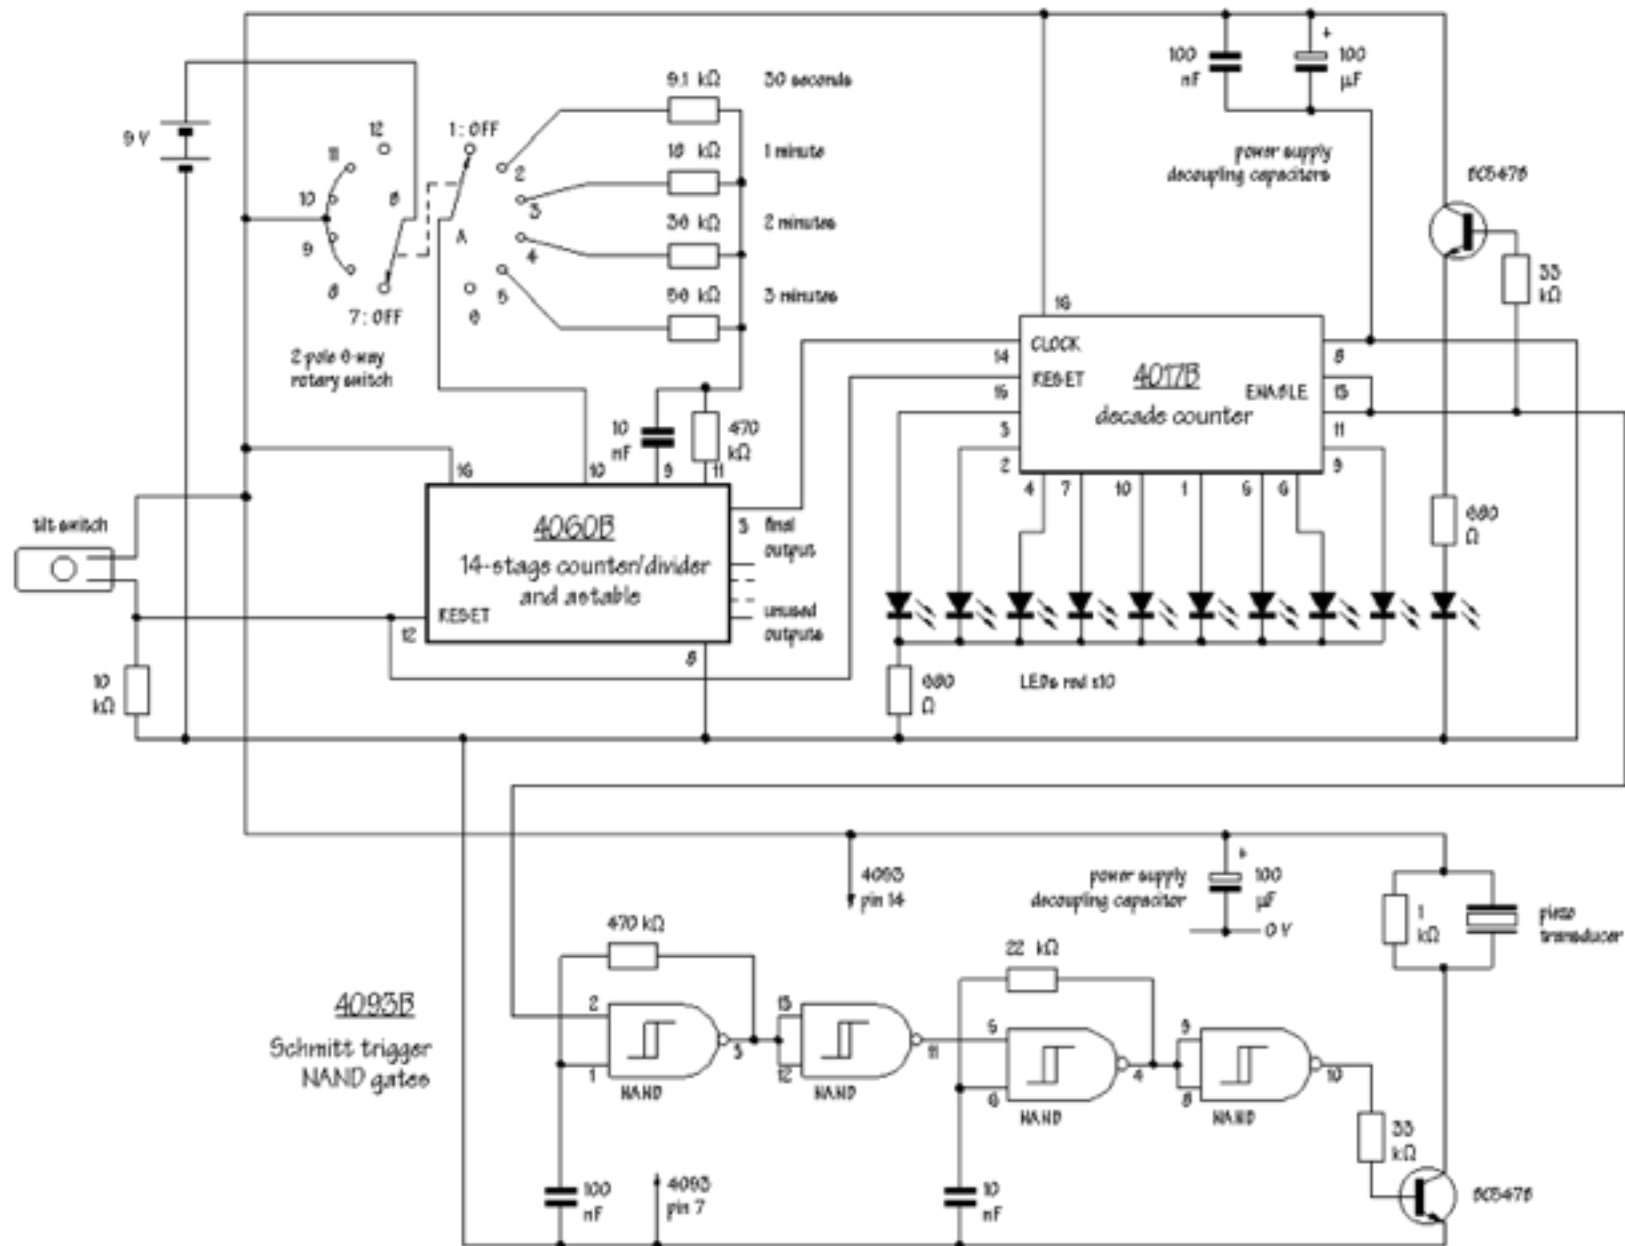 9 V
11
12
10
9
8
7: OFF
B
1: OFF
A
2
3
4
5
6
2-pole 6-way
rotary switch
9.1 kΩ
30 seconds
18 kΩ
1 minute
36 kΩ
2 minutes
56 kΩ
3 minutes
100
nF
+
100
µF
power supply
decoupling capacitors
BC547B
33
kΩ
10
nF
470
kΩ
16
10
9
11
4060B
14-stage counter/divider
and astable
RESET
12
8
3
final
output
unused
outputs
tilt switch
10
kΩ
16
14
CLOCK
RESET
15
3
2
4017B
decade counter
ENABLE
8
13
11
9
4
7
10
1
5
6
680
Ω
680
Ω
LEDs red x10
4093
pin 14
power supply
decoupling capacitor
+
100
µF
0 V
1
kΩ
piezo
transducer
4093B
Schmitt trigger
NAND gates
470 kΩ
2
1
3
NAND
13
12
11
NAND
22 kΩ
5
6
4
NAND
9
8
10
NAND
33
kΩ
BC547B
100
nF
4093
pin 7
10
nF